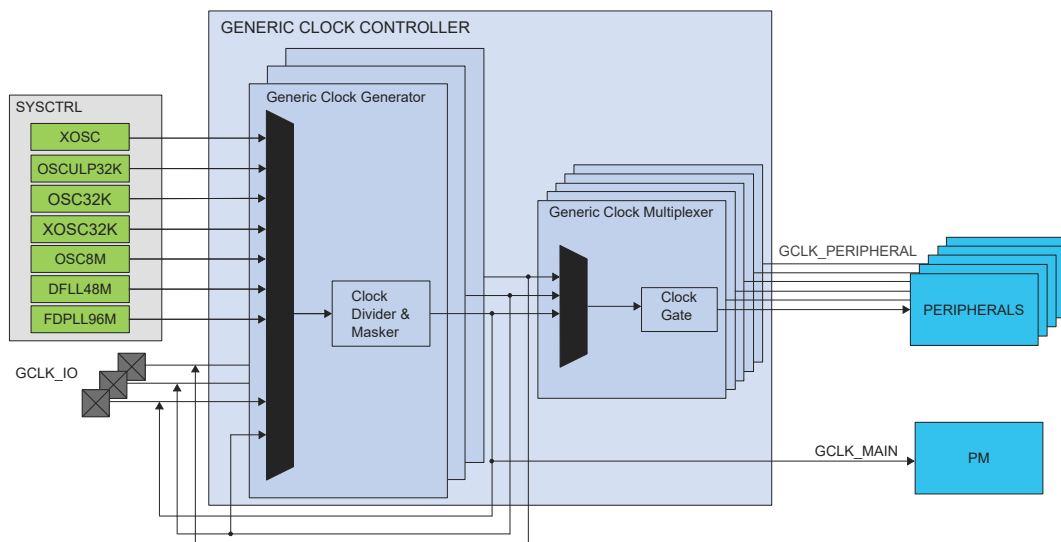 GENERIC CLOCK CONTROLLER
SYSCTRL
XOSC
OSCULP32K
OSC32K
XOSC32K
OSC8M
DFLL48M
FDPLL96M
GCLK_IO
Generic Clock Generator
Clock
Divider &
Masker
Generic Clock Multiplexer
Clock
Gate
GCLK_PERIPHERAL
PERIPHERALS
GCLK_MAIN
PM